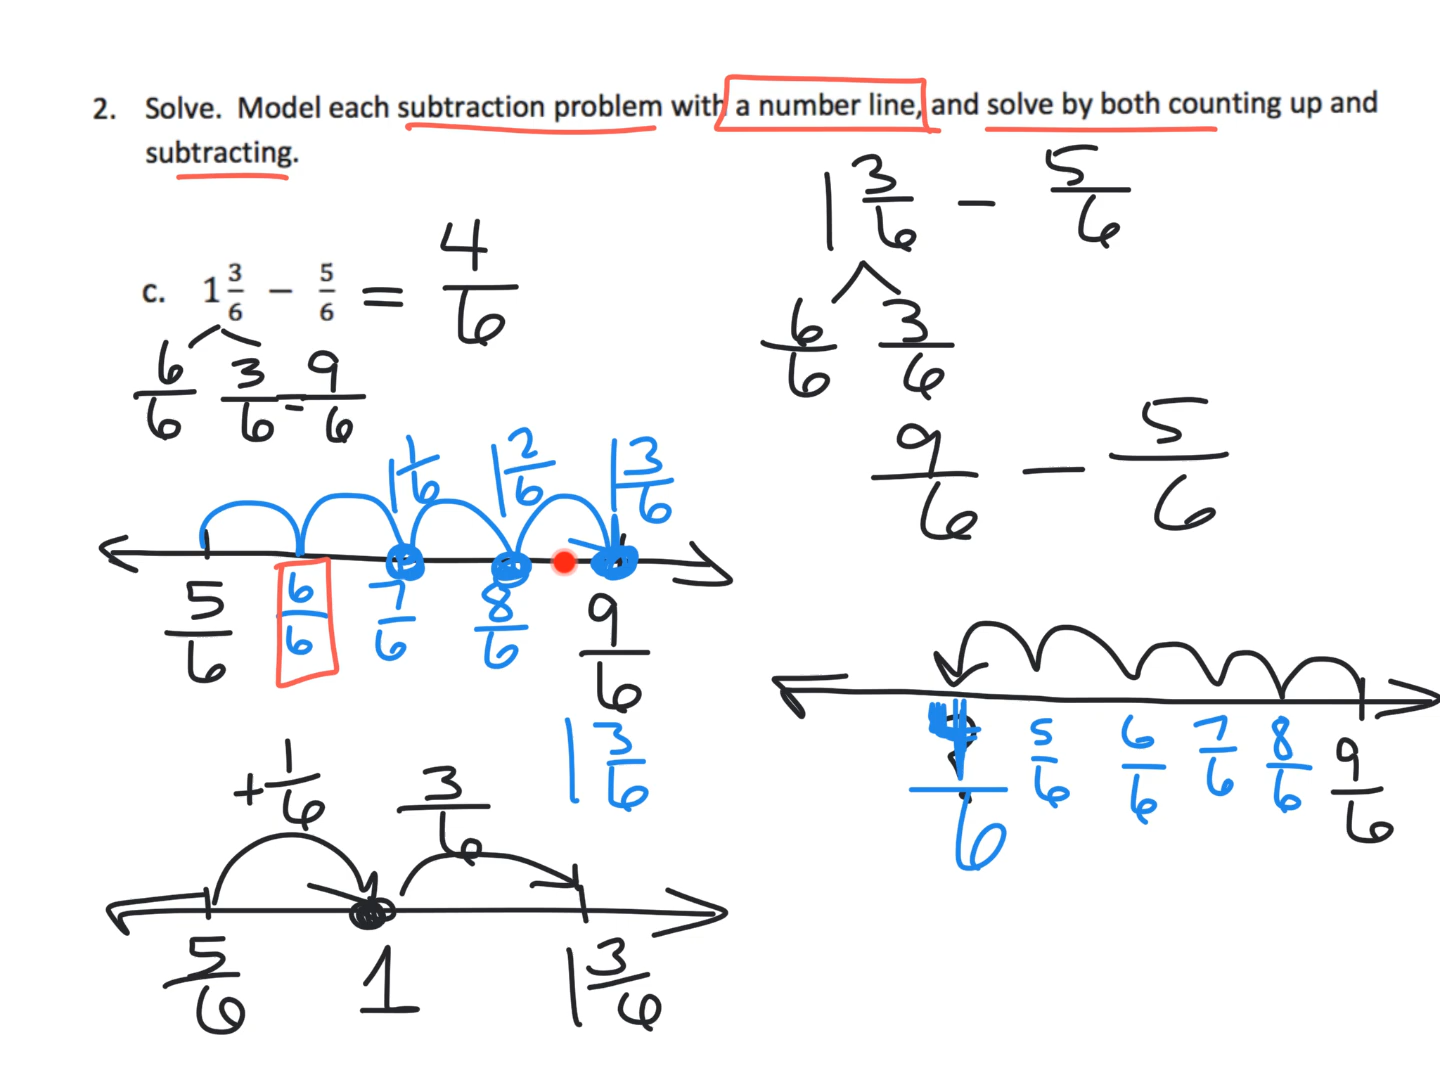 2. Solve. Model each subtraction problem with a number line, and solve by both counting up and
subtracting.
c. 1 3/6 − 5/6 = 4/6
6/6 3/6 = 9/6
1 1/6 1 2/6 1 3/6
5/6 6/6 7/6 8/6 9/6
1 3/6
+ 1/6 3/6
5/6 1 1 3/6
1 3/6 − 5/6
6/6 3/6
9/6 − 5/6
4/6 5/6 6/6 7/6 8/6 9/6